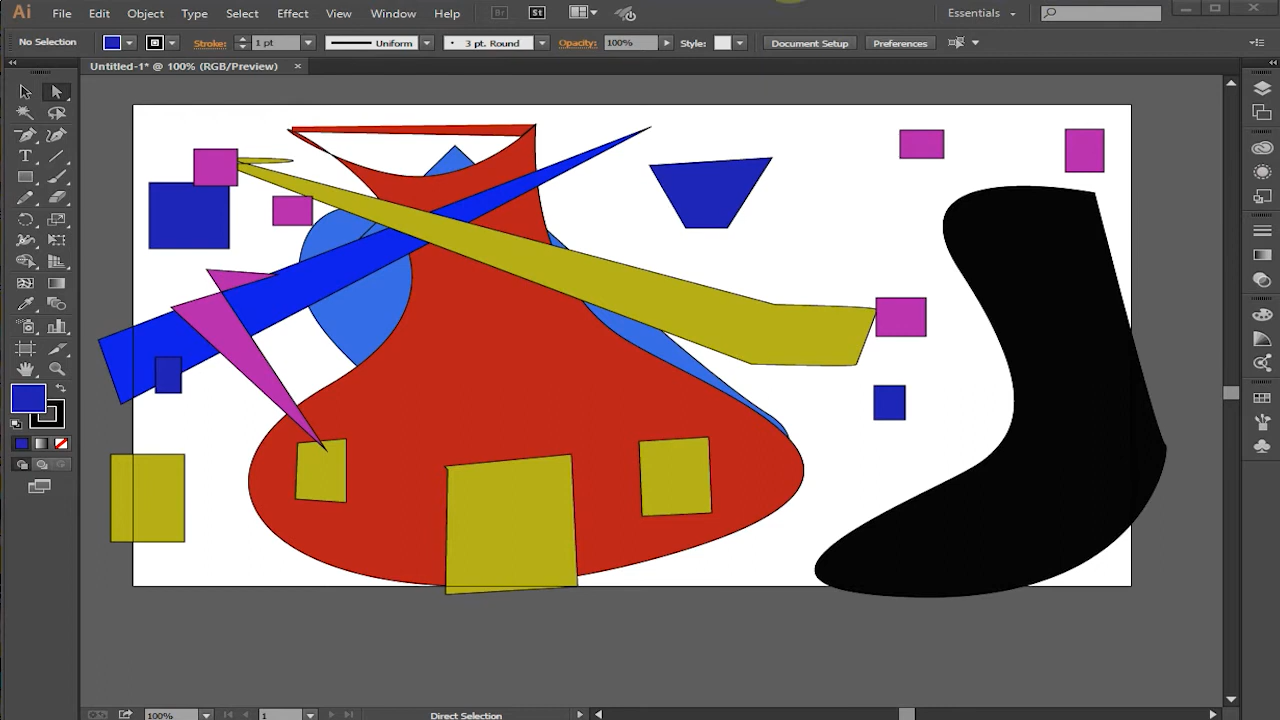 Ai File Edit Object Type Select Effect View Window Help Br St Essentials
No Selection Stroke: 1 pt Uniform 3 pt. Round Opacity: 100% Style: Document Setup Preferences
Untitled-1* @ 100% (RGB/Preview) ×
T
100% 1 Direct Selection